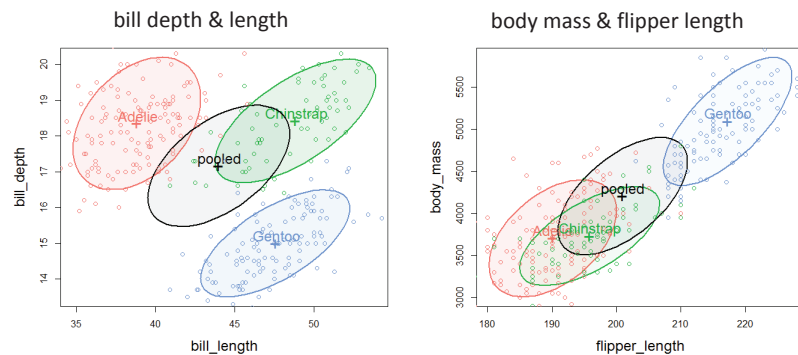 bill depth & length
body mass & flipper length
bill_depth
20
19
18
17
16
15
14
Adelie
Chinstrap
pooled
Gentoo
35
40
45
50
bill_length
body_mass
5500
5000
4500
4000
3500
3000
Gentoo
pooled
Adelie
Chinstrap
180
190
200
210
220
flipper_length